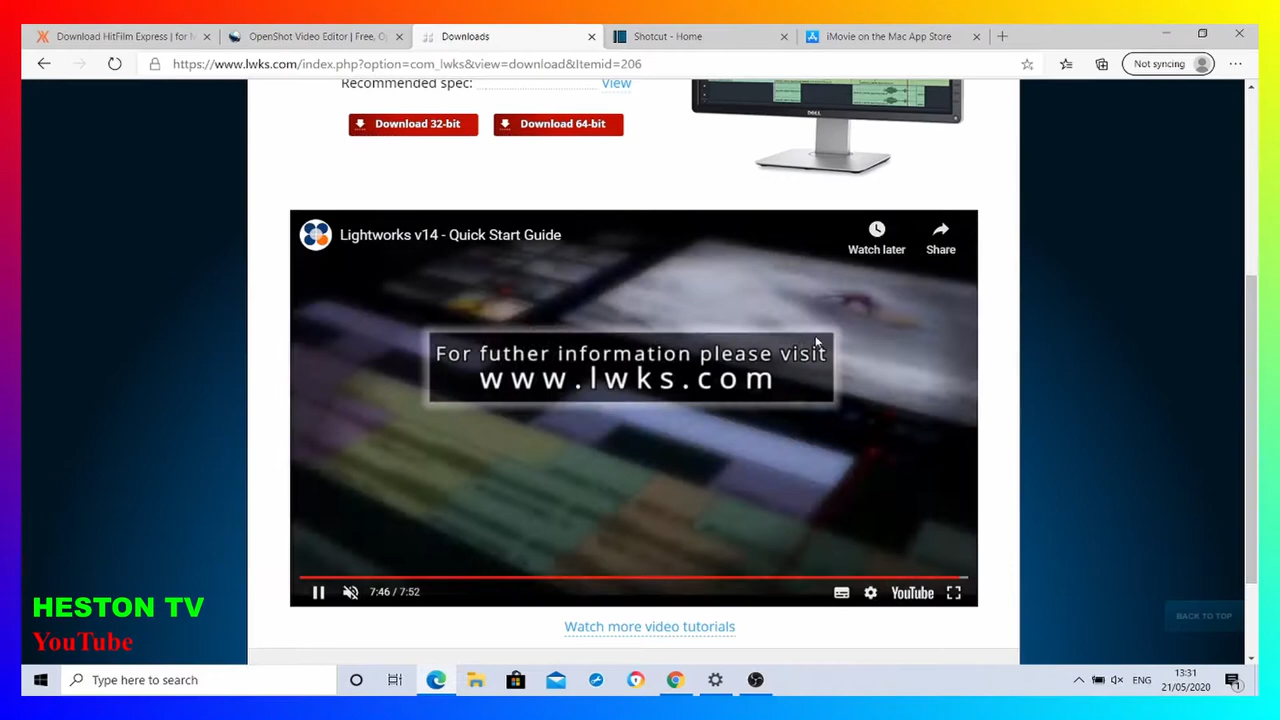 Download HitFilm Express | for M
OpenShot Video Editor | Free, O
Downloads
Shotcut - Home
iMovie on the Mac App Store
https://www.lwks.com/index.php?option=com_lwks&view=download&Itemid=206
Not syncing
Recommended spec: View
Download 32-bit
Download 64-bit
DELL
Lightworks v14 - Quick Start Guide
Watch later
Share
For futher information please visit
www.lwks.com
7:46 / 7:52
YouTube
Watch more video tutorials
BACK TO TOP
HESTON TV
YouTube
Type here to search
ENG
13:31
21/05/2020
1